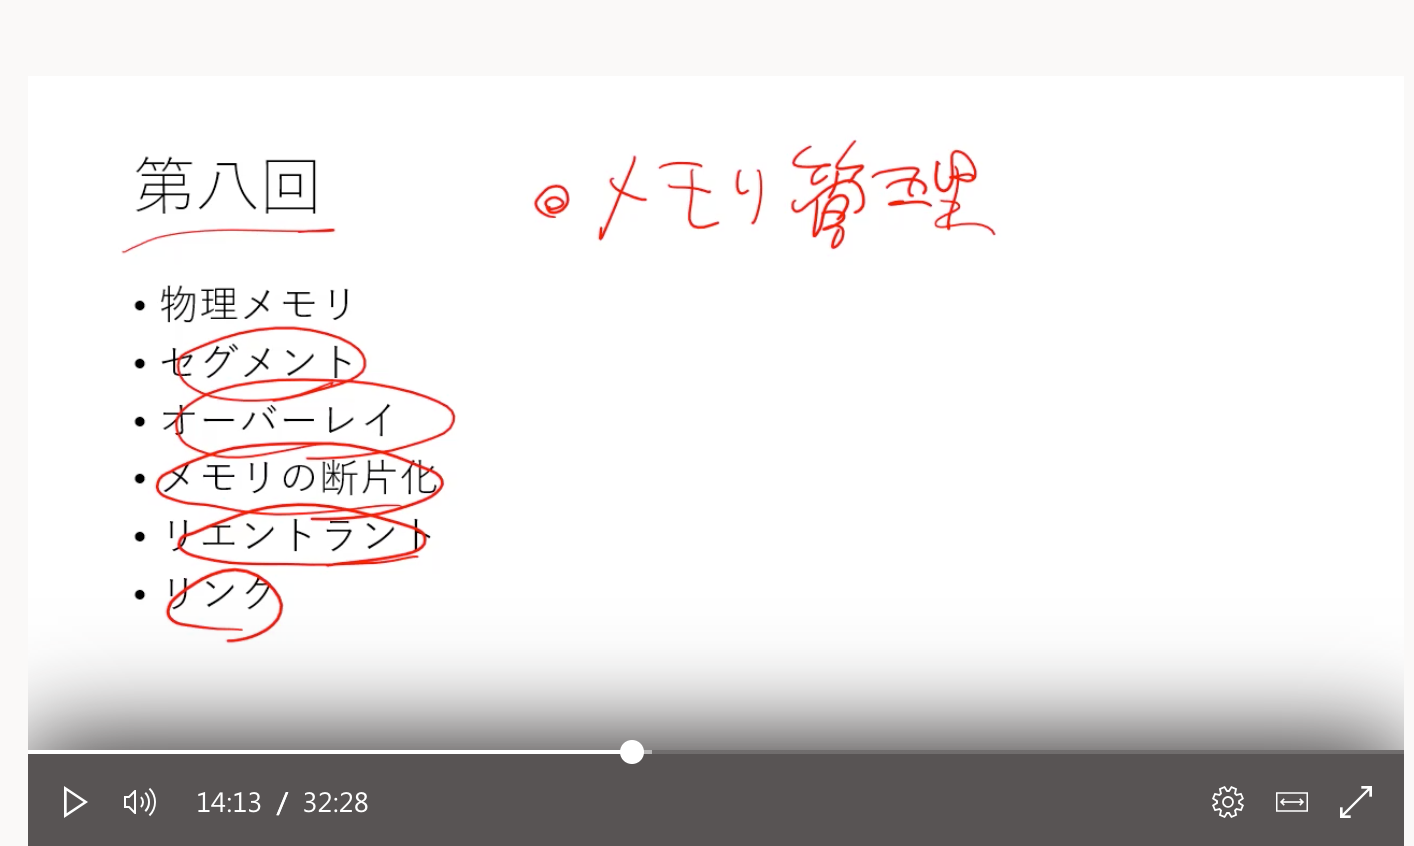 第八回
◎メモリ管理
• 物理メモリ
• セグメント
• オーバーレイ
• メモリの断片化
• リエントラント
• リンク
14:13 / 32:28